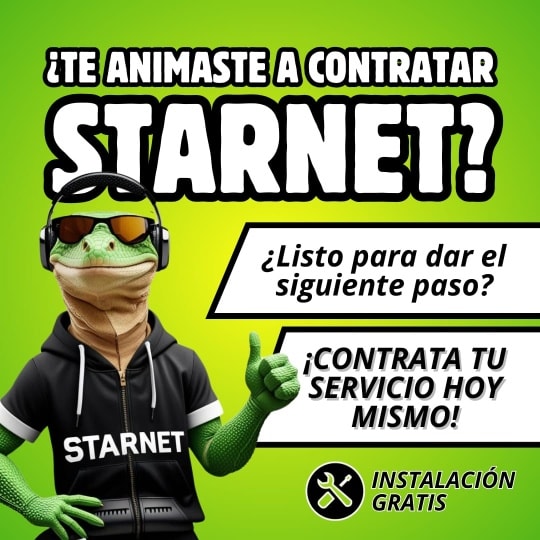 ¿TE ANIMASTE A CONTRATAR
STARNET?
¿Listo para dar el
siguiente paso?
¡CONTRATA TU
SERVICIO HOY
MISMO!
STARNET
INSTALACIÓN
GRATIS